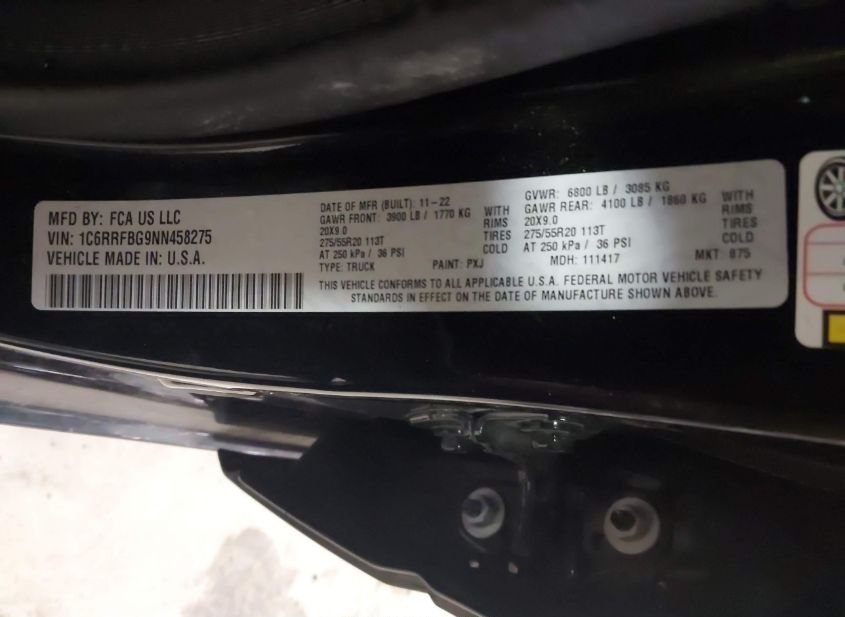 MFD BY: FCA US LLC
VIN: 1C6RRFBG9NN458275
VEHICLE MADE IN: U.S.A.
DATE OF MFR (BUILT): 11-22
GAWR FRONT: 3900 LB / 1770 KG WITH
20X9.0 RIMS
275/55R20 113T TIRES
AT 250 kPa / 36 PSI COLD
TYPE: TRUCK PAINT: PXJ
GVWR: 6800 LB / 3085 KG
GAWR REAR: 4100 LB / 1860 KG WITH
20X9.0 RIMS
275/55R20 113T TIRES
AT 250 kPa / 36 PSI COLD
MDH: 111417 MKT: 875
THIS VEHICLE CONFORMS TO ALL APPLICABLE U.S.A. FEDERAL MOTOR VEHICLE SAFETY
STANDARDS IN EFFECT ON THE DATE OF MANUFACTURE SHOWN ABOVE.